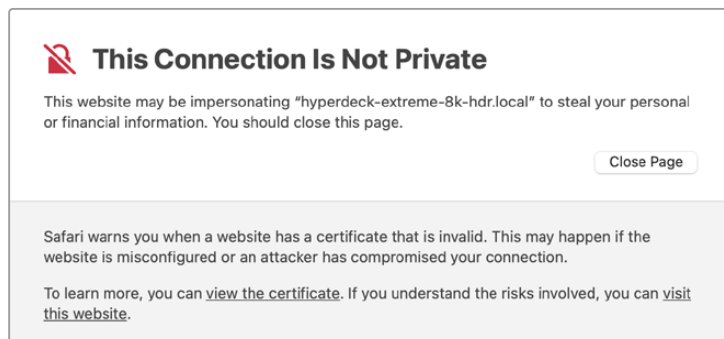 This Connection Is Not Private
This website may be impersonating “hyperdeck-extreme-8k-hdr.local” to steal your personal
or financial information. You should close this page.
Close Page
Safari warns you when a website has a certificate that is invalid. This may happen if the
website is misconfigured or an attacker has compromised your connection.
To learn more, you can view the certificate. If you understand the risks involved, you can visit
this website.